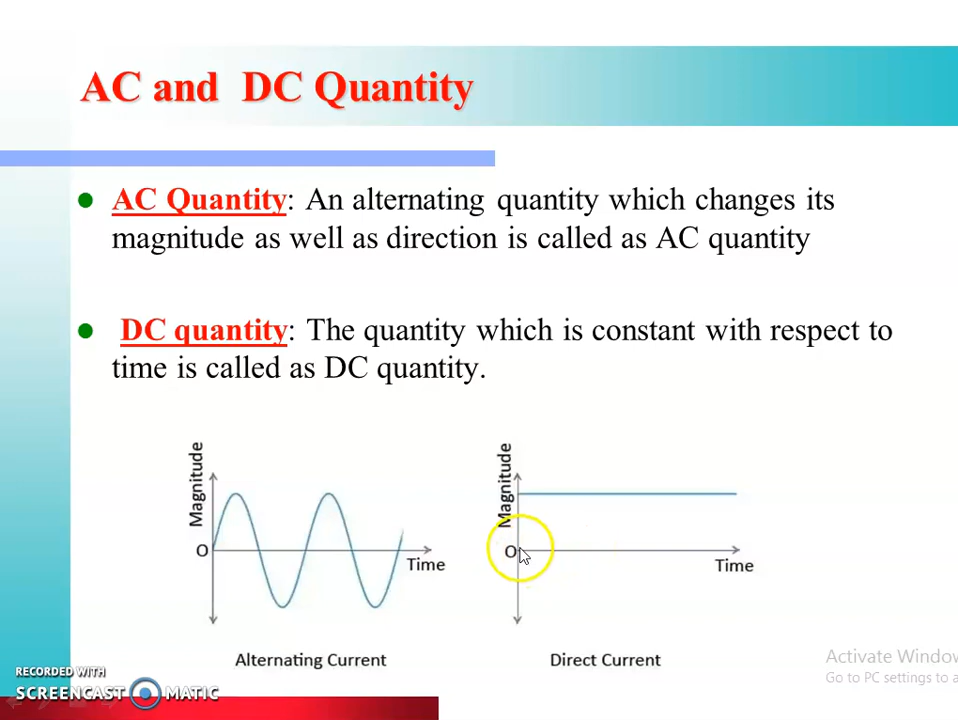 AC and DC Quantity
AC Quantity: An alternating quantity which changes its
magnitude as well as direction is called as AC quantity
DC quantity: The quantity which is constant with respect to
time is called as DC quantity.
Magnitude
O
Time
Alternating Current
Magnitude
O
Time
Direct Current
Activate Windo
Go to PC settings to a
RECORDED WITH
SCREENCAST MATIC